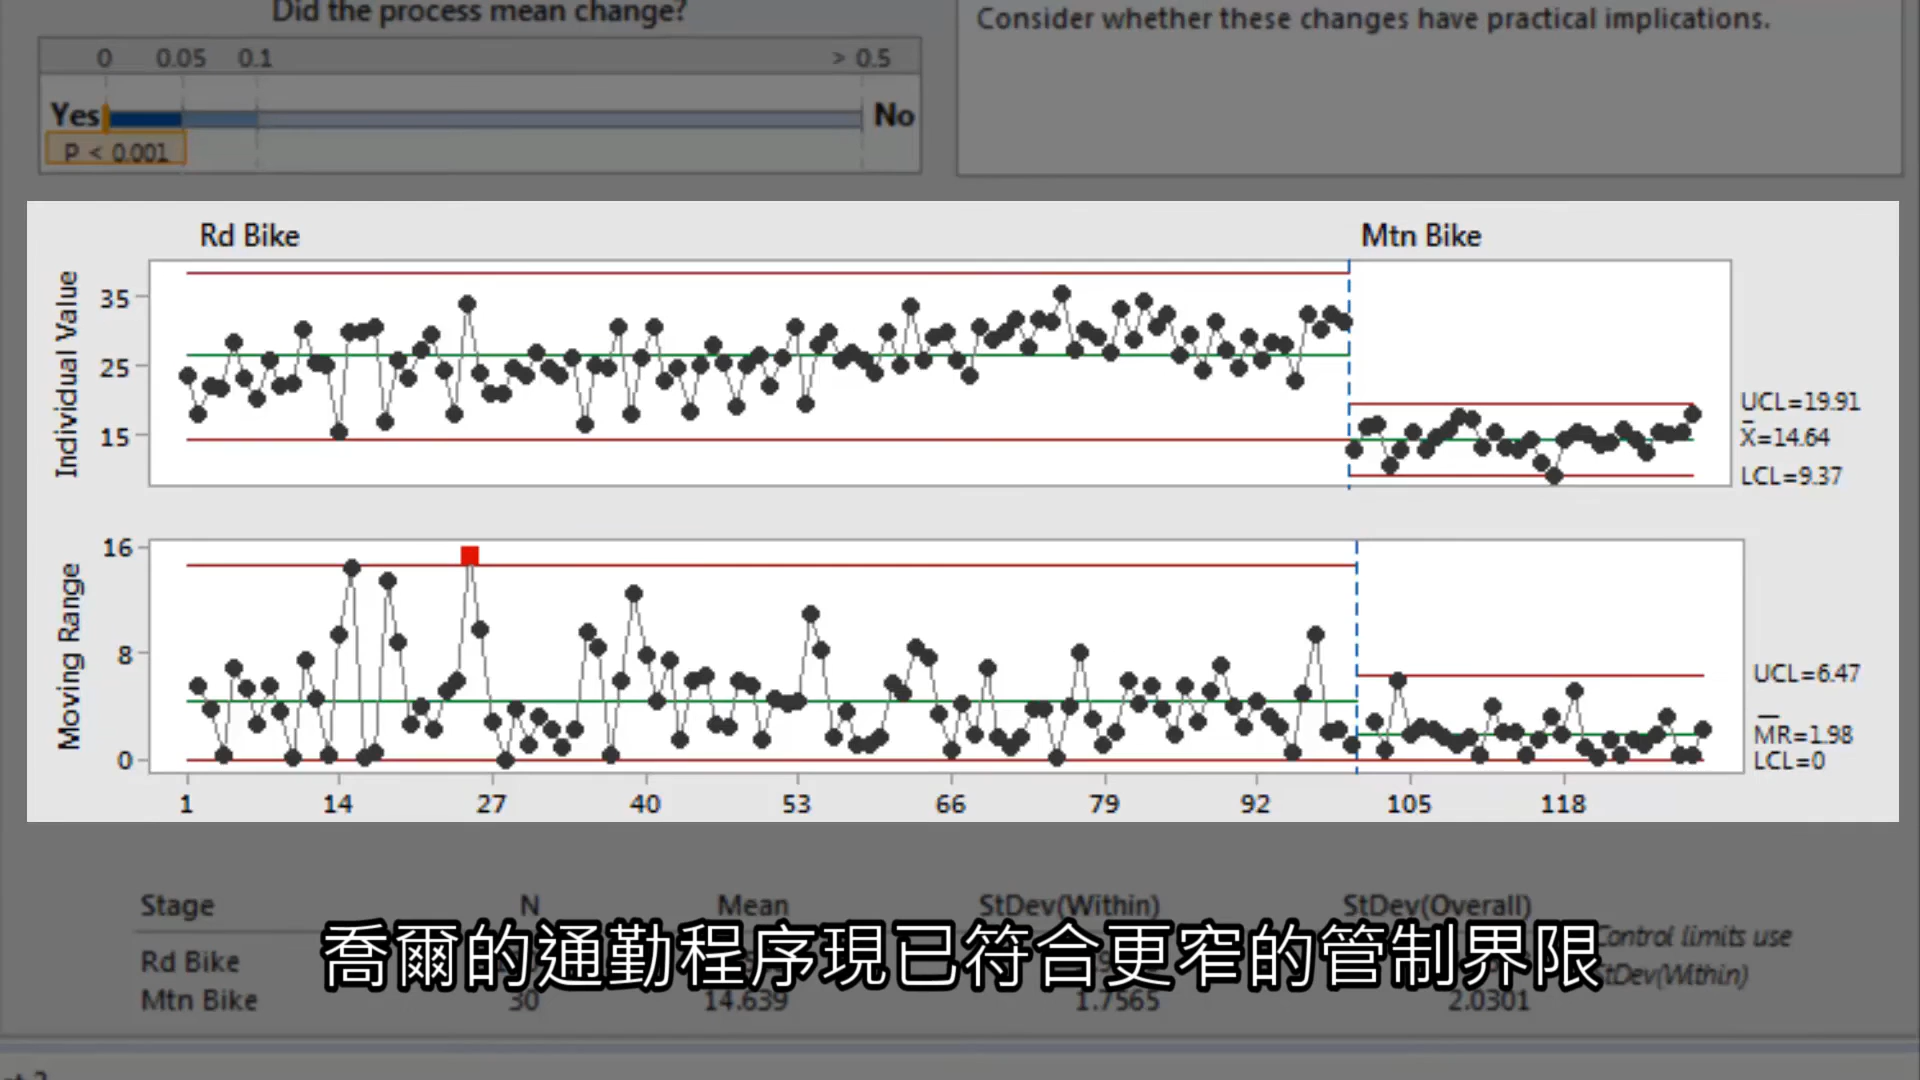 Did the process mean change?
Consider whether these changes have practical implications.
0 0.05 0.1 > 0.5
Yes No
P < 0.001
Rd Bike Mtn Bike
Individual Value
35
25
15
UCL=19.91
X̄=14.64
LCL=9.37
Moving Range
16
8
0
UCL=6.47
M̅R̅=1.98
LCL=0
1 14 27 40 53 66 79 92 105 118
Stage N Mean StDev(Within) StDev(Overall)
Control limits use
StDev(Within)
Rd Bike
Mtn Bike 30 14.639 1.7565 2.0301
喬爾的通勤程序現已符合更窄的管制界限